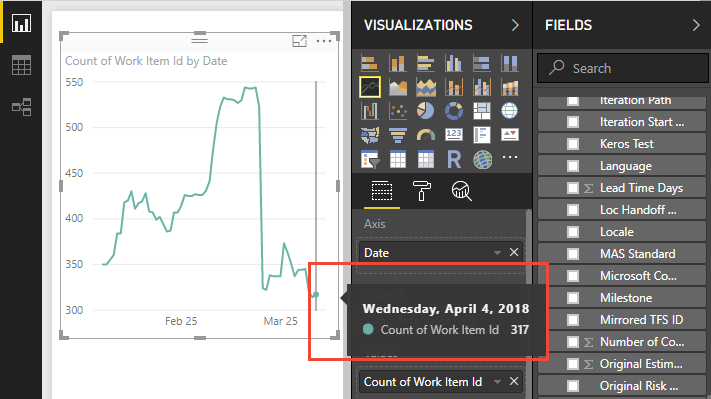 VISUALIZATIONS
FIELDS
Count of Work Item Id by Date
550
500
450
400
350
300
Feb 25
Mar 25
123
R
Axis
Date
Wednesday, April 4, 2018
Count of Work Item Id 317
Values
Count of Work Item Id
Search
Iteration Path
Iteration Start ...
Keros Test
Language
Σ Lead Time Days
Loc Handoff ...
Locale
MAS Standard
Microsoft Co...
Milestone
Mirrored TFS ID
Σ Number of Co...
Σ Original Estim...
Original Risk ...